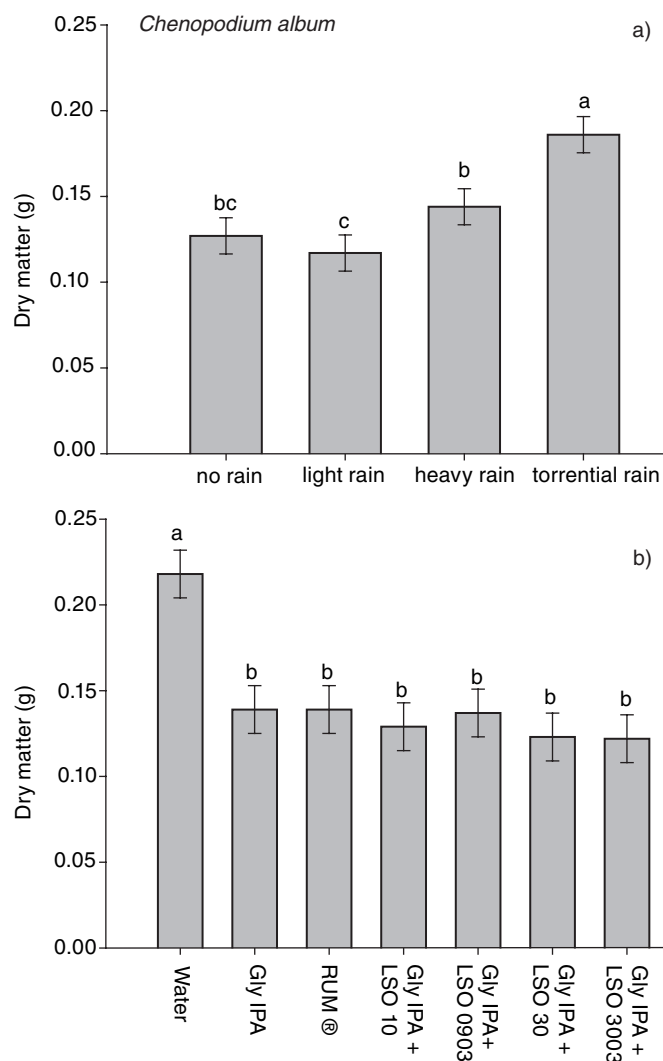 0.25
Chenopodium album
a)
0.20
0.15
0.10
0.05
0.00
Dry matter (g)
bc
c
b
a
no rain
light rain
heavy rain
torrential rain
0.25
b)
0.20
0.15
0.10
0.05
0.00
Dry matter (g)
a
b
b
b
b
b
b
Water
Gly IPA
RUM ®
Gly IPA +
LSO 10
Gly IPA+
LSO 0903
Gly IPA +
LSO 30
Gly IPA +
LSO 3003